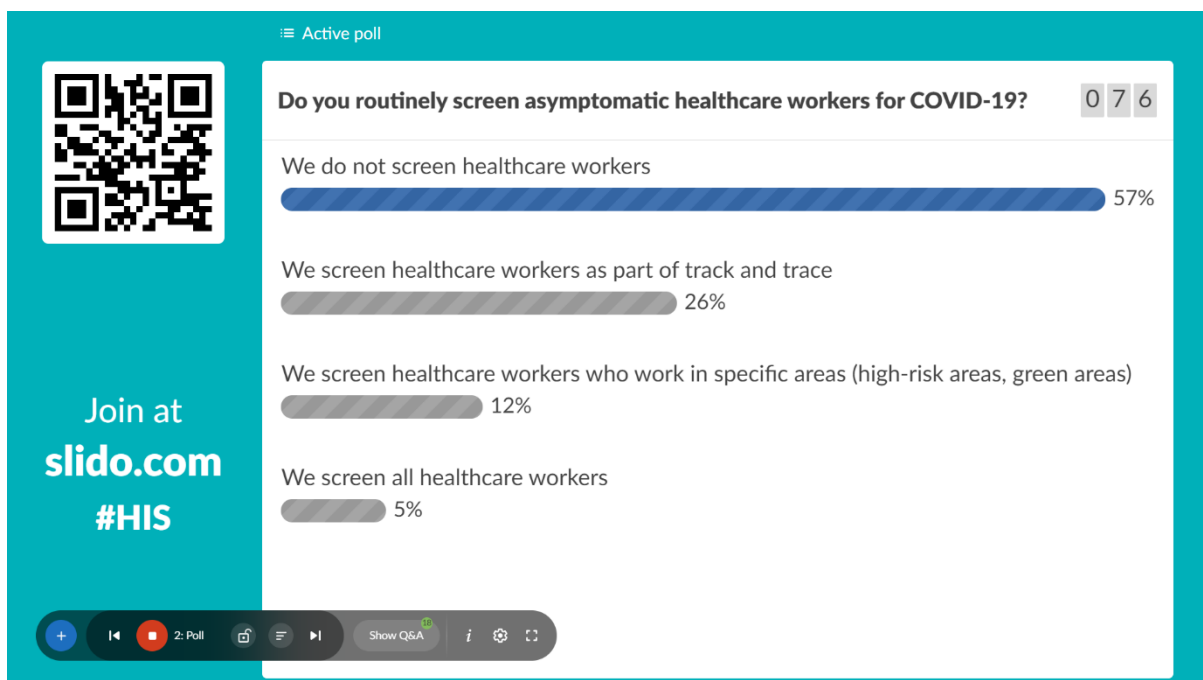 Active poll
Do you routinely screen asymptomatic healthcare workers for COVID-19?
0 7 6
We do not screen healthcare workers
57%
We screen healthcare workers as part of track and trace
26%
We screen healthcare workers who work in specific areas (high-risk areas, green areas)
12%
We screen all healthcare workers
5%
Join at
slido.com
#HIS
2: Poll
Show Q&A
18
i